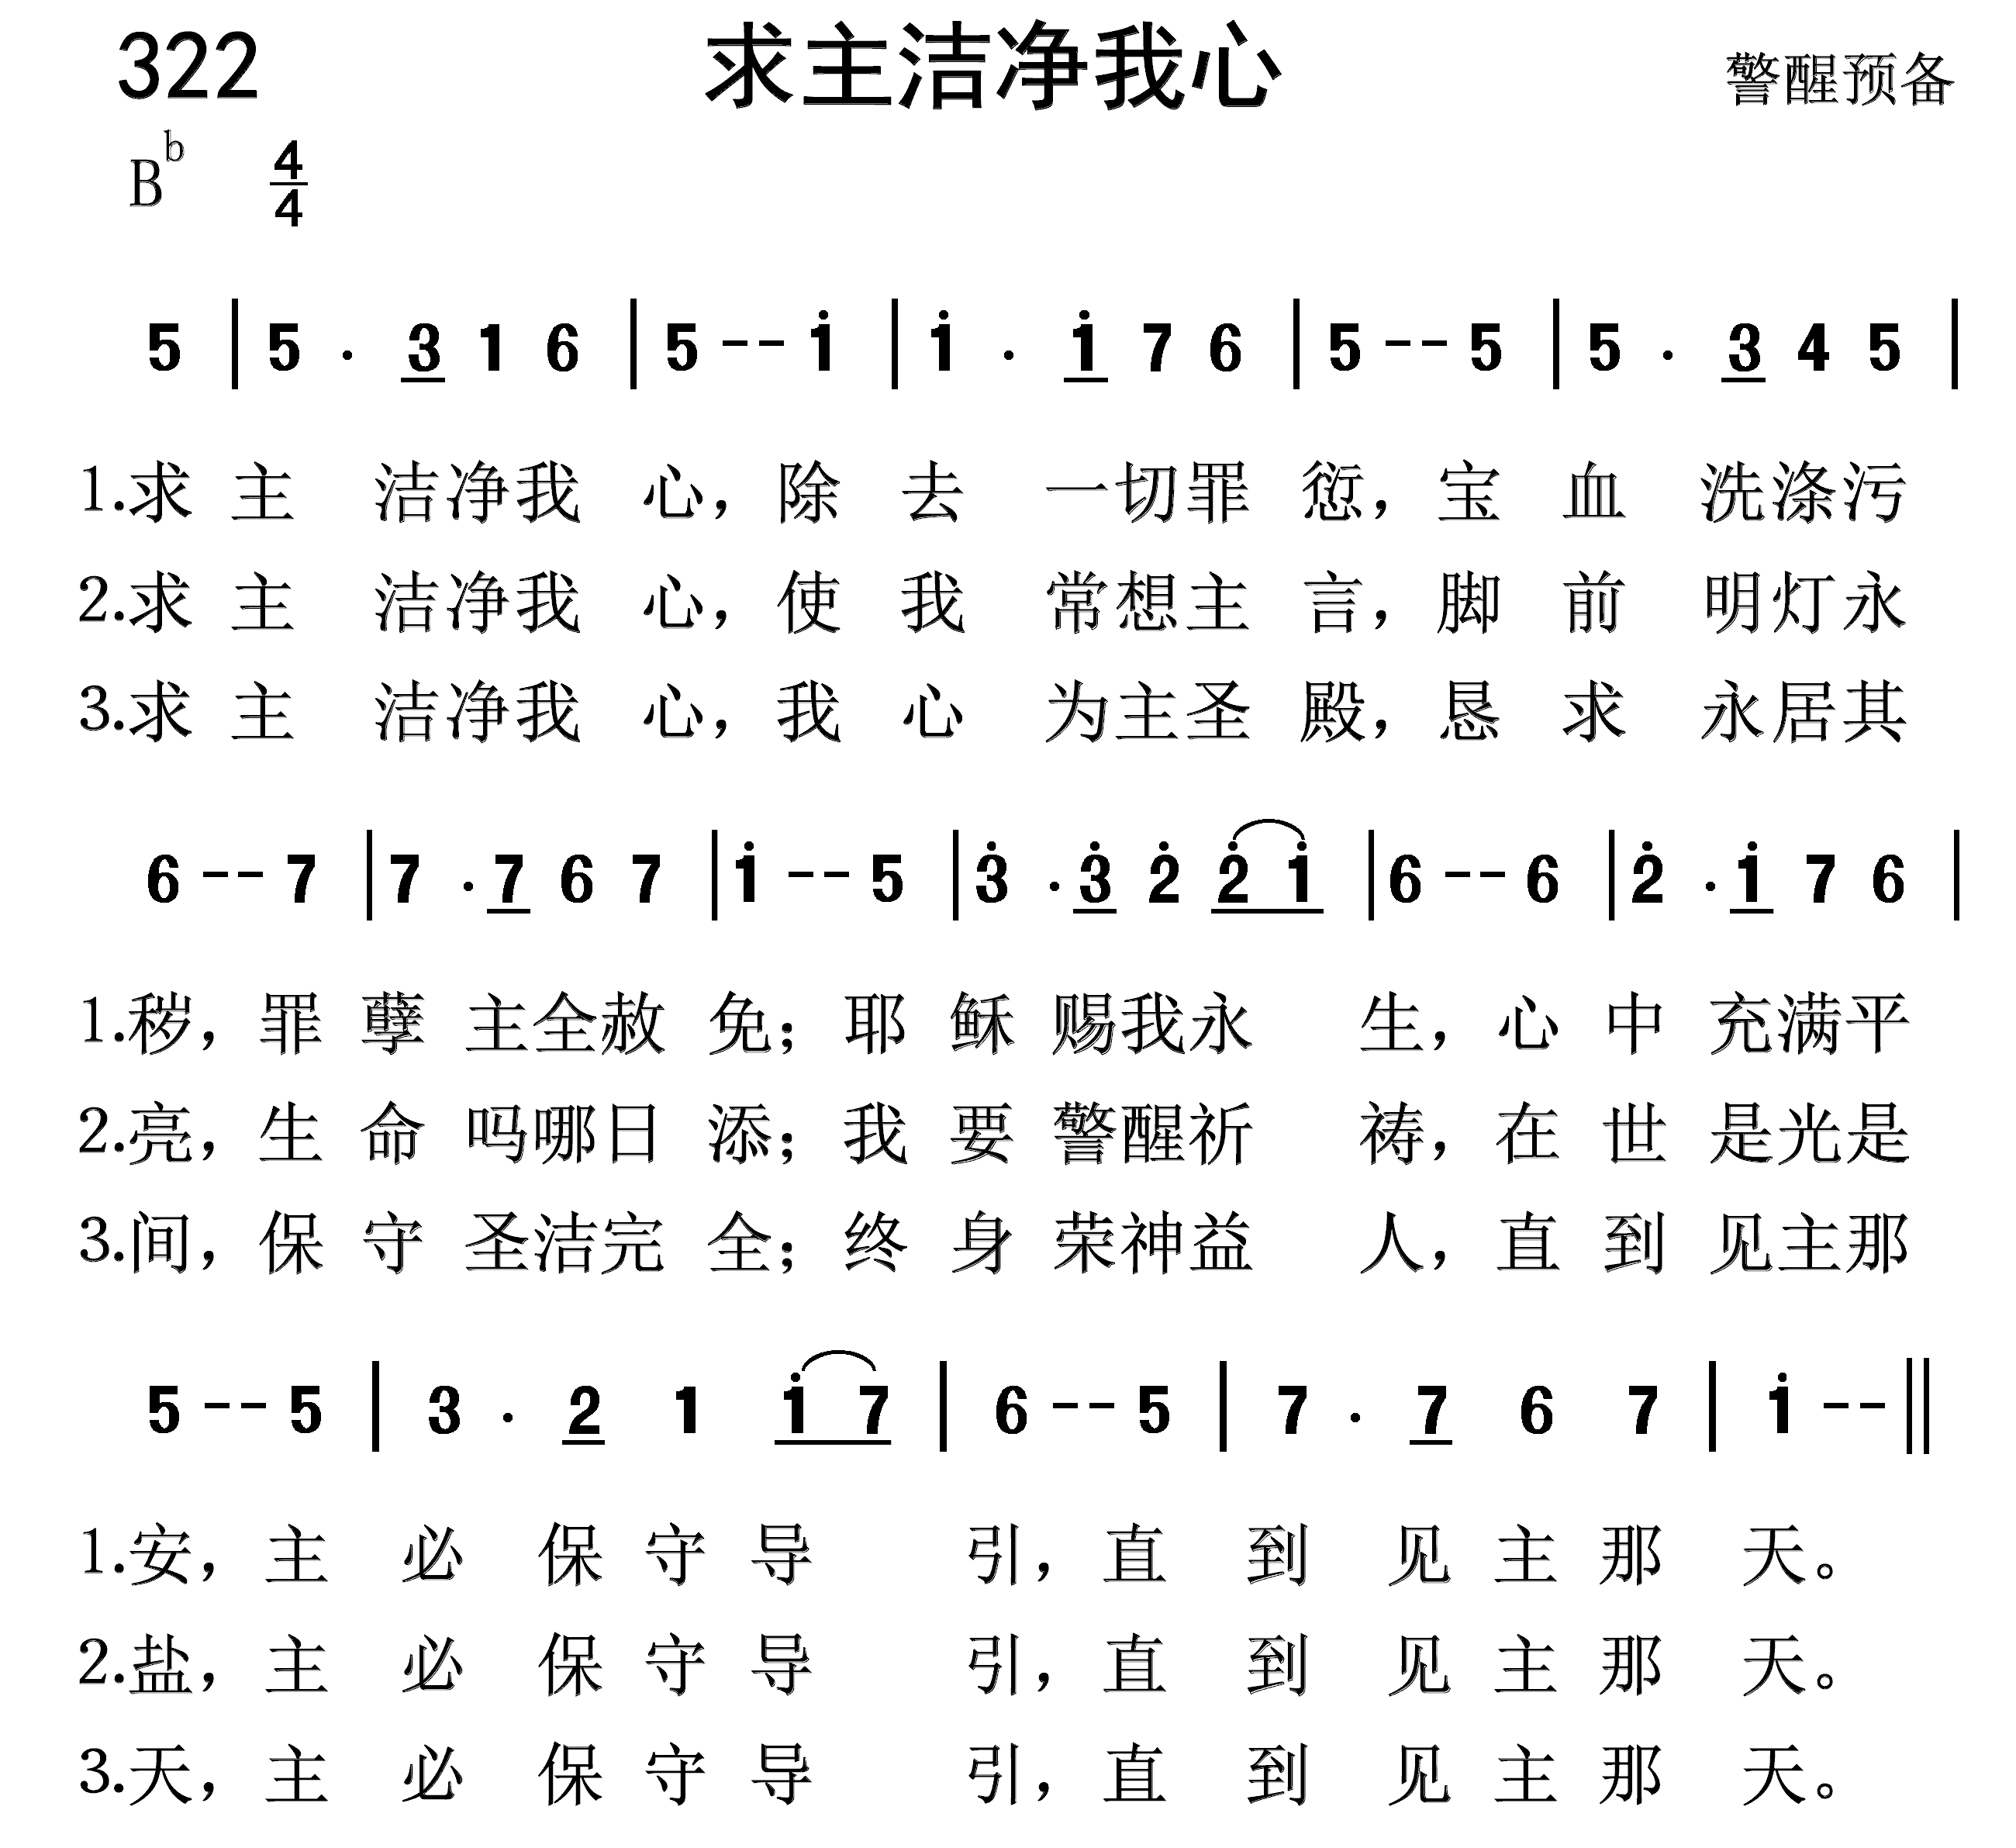 322 求主洁净我心 警醒预备
B♭ 4/4
5 | 5 . 3 1 6 | 5 - - i | i . i 7 6 | 5 - - 5 | 5 . 3 4 5 |
1.求 主 洁净我 心，除 去 一切罪 愆，宝 血 洗涤污
2.求 主 洁净我 心，使 我 常想主 言，脚 前 明灯永
3.求 主 洁净我 心，我 心 为主圣 殿，恳 求 永居其
6 - - 7 | 7 . 7 6 7 | i - - 5 | 3̇ . 3̇ 2̇ 2̇ i | 6 - - 6 | 2̇ . i 7 6 |
1.秽，罪 孽 主全赦 免；耶 稣 赐我永 生，心 中 充满平
2.亮，生 命 吗哪日 添；我 要 警醒祈 祷，在 世 是光是
3.间，保 守 圣洁完 全；终 身 荣神益 人，直 到 见主那
5 - - 5 | 3 . 2 1 i 7 | 6 - - 5 | 7 . 7 6 7 | i - - ||
1.安，主 必 保 守 导 引，直 到 见 主 那 天。
2.盐，主 必 保 守 导 引，直 到 见 主 那 天。
3.天，主 必 保 守 导 引，直 到 见 主 那 天。